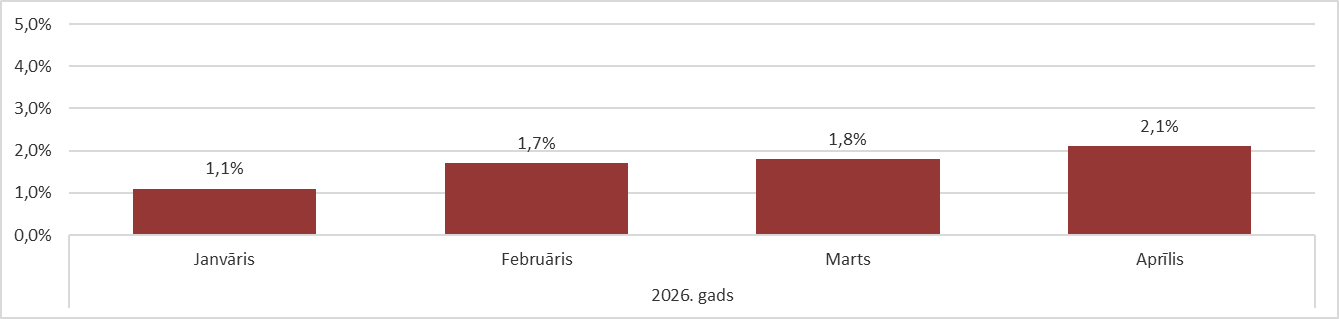 5,0%
4,0%
3,0%
2,0%
1,0%
0,0%
1,1%
1,7%
1,8%
2,1%
Janvāris
Februāris
Marts
Aprīlis
2026. gads